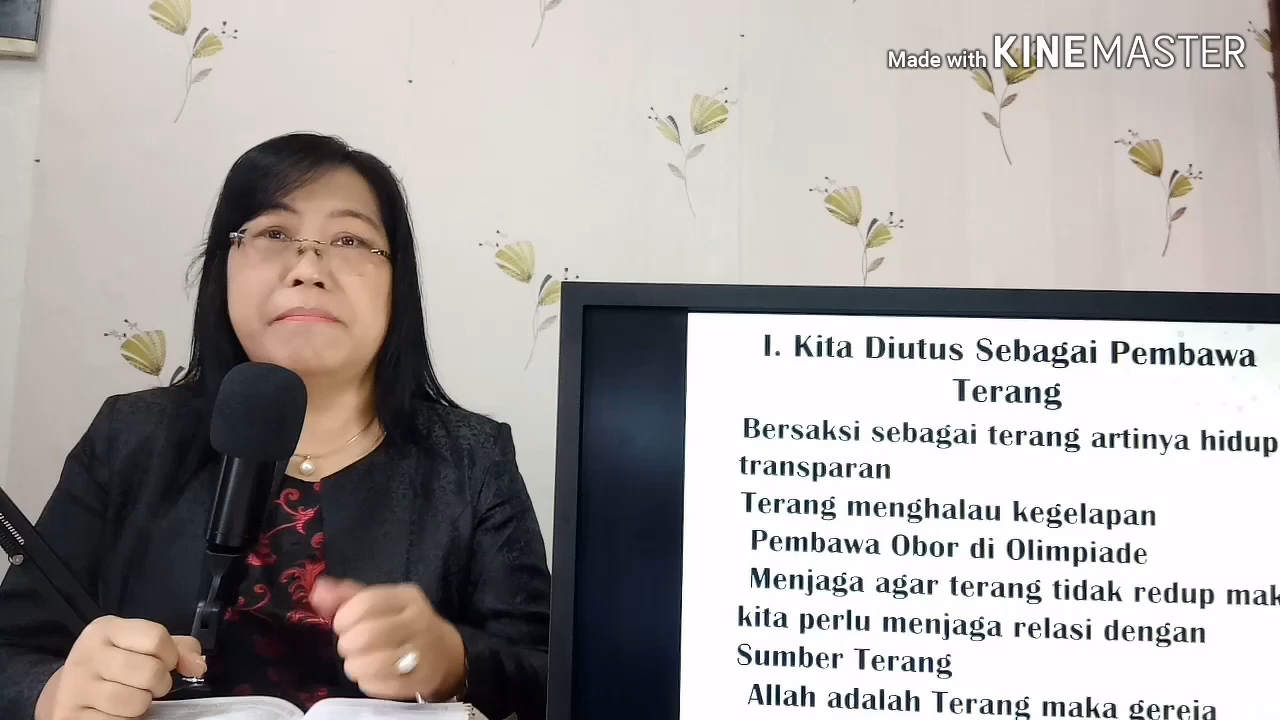 Made with KINEMASTER
I. Kita Diutus Sebagai Pembawa
Terang
Bersaksi sebagai terang artinya hidup
transparan
Terang menghalau kegelapan
Pembawa Obor di Olimpiade
Menjaga agar terang tidak redup mak
kita perlu menjaga relasi dengan
Sumber Terang
Allah adalah Terang maka gereja